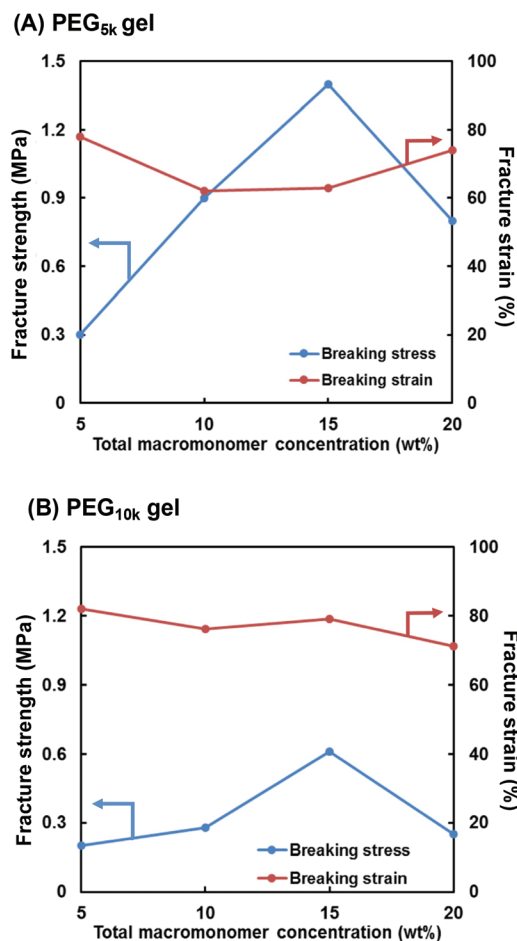 (A) PEG5k gel
Fracture strength (MPa)
1.5
1.2
0.9
0.6
0.3
0
100
80
60
40
20
0
Fracture strain (%)
Breaking stress
Breaking strain
5 10 15 20
Total macromonomer concentration (wt%)
(B) PEG10k gel
Fracture strength (MPa)
1.5
1.2
0.9
0.6
0.3
0
100
80
60
40
20
0
Fracture strain (%)
Breaking stress
Breaking strain
5 10 15 20
Total macromonomer concentration (wt%)